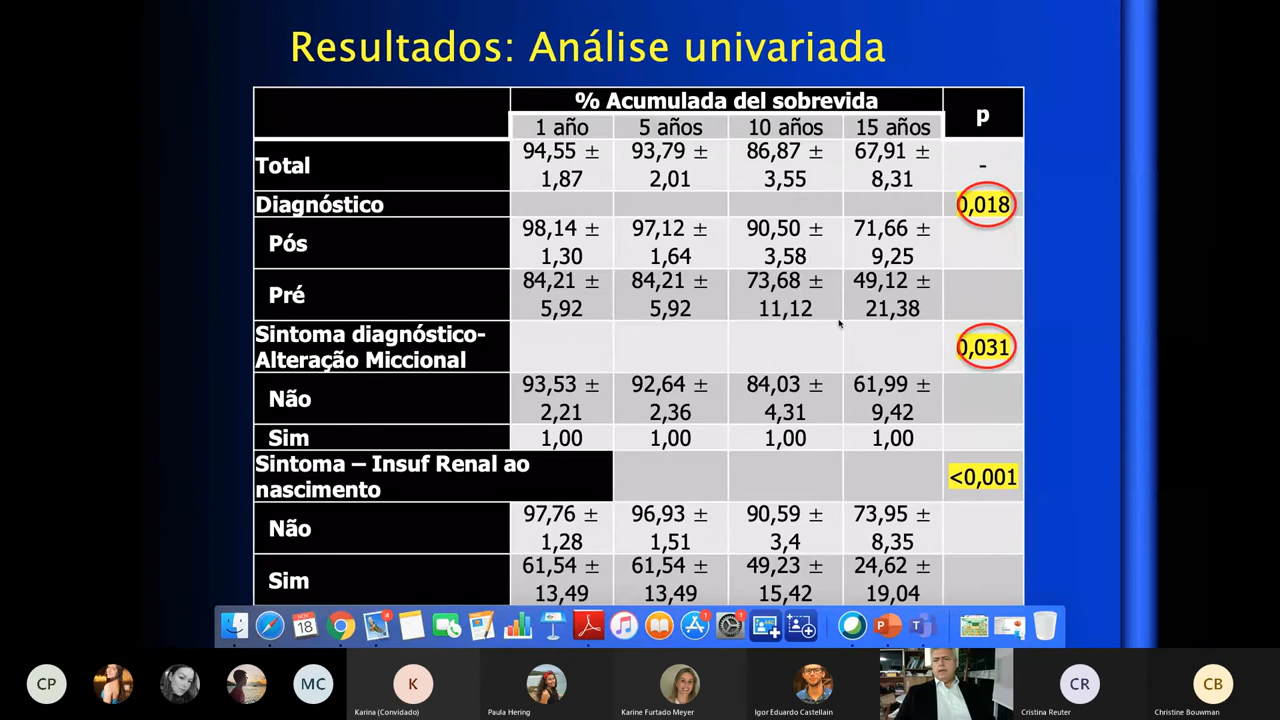 Resultados: Análise univariada
% Acumulada del sobrevida
p
1 año
5 años
10 años
15 años
Total
94,55 ± 1,87
93,79 ± 2,01
86,87 ± 3,55
67,91 ± 8,31
-
Diagnóstico
0,018
Pós
98,14 ± 1,30
97,12 ± 1,64
90,50 ± 3,58
71,66 ± 9,25
Pré
84,21 ± 5,92
84,21 ± 5,92
73,68 ± 11,12
49,12 ± 21,38
Sintoma diagnóstico-
Alteração Miccional
0,031
Não
93,53 ± 2,21
92,64 ± 2,36
84,03 ± 4,31
61,99 ± 9,42
Sim
1,00
1,00
1,00
1,00
Sintoma – Insuf Renal ao
nascimento
<0,001
Não
97,76 ± 1,28
96,93 ± 1,51
90,59 ± 3,4
73,95 ± 8,35
Sim
61,54 ± 13,49
61,54 ± 13,49
49,23 ± 15,42
24,62 ± 19,04
NOV
18
4
1
1
CP
MC
K
CR
CB
Karina (Convidado)
Paula Hering
Karine Furtado Meyer
Igor Eduardo Castellain
Cristina Reuter
Christine Bouwman